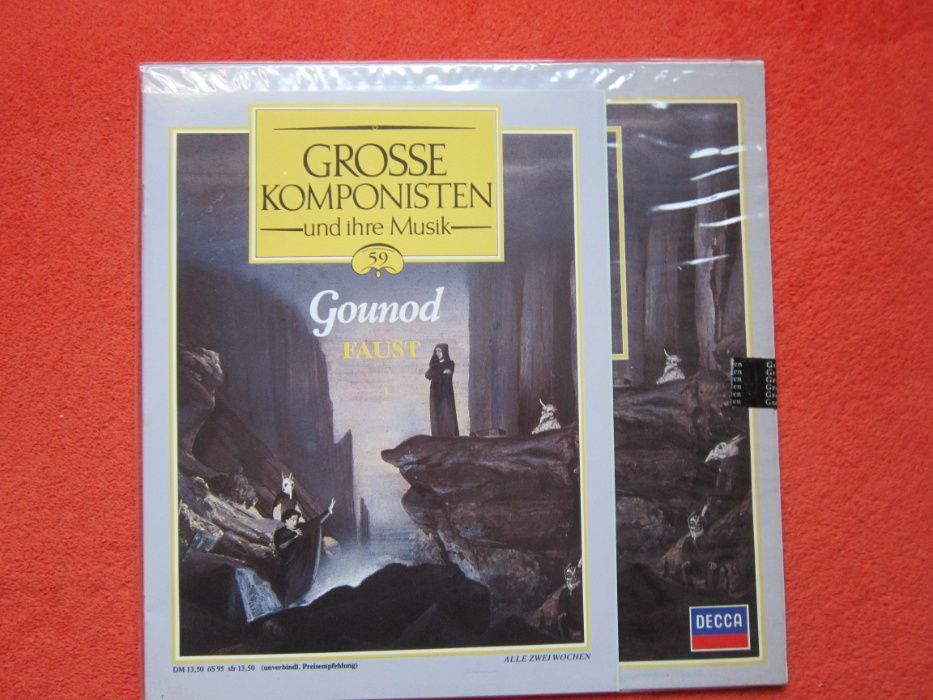 GROSSE
KOMPONISTEN
und ihre Musik
59
Gounod
FAUST
DECCA
DM 13,50 öS 95 sfr 13,50 (unverbindl. Preisempfehlung)
ALLE ZWEI WOCHEN